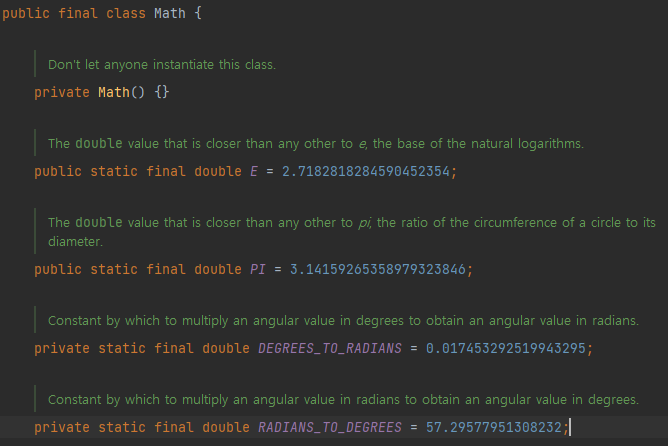 public final class Math {
Don't let anyone instantiate this class.
private Math() {}
The double value that is closer than any other to e, the base of the natural logarithms.
public static final double E = 2.7182818284590452354;
The double value that is closer than any other to pi, the ratio of the circumference of a circle to its
diameter.
public static final double PI = 3.14159265358979323846;
Constant by which to multiply an angular value in degrees to obtain an angular value in radians.
private static final double DEGREES_TO_RADIANS = 0.017453292519943295;
Constant by which to multiply an angular value in radians to obtain an angular value in degrees.
private static final double RADIANS_TO_DEGREES = 57.29577951308232;